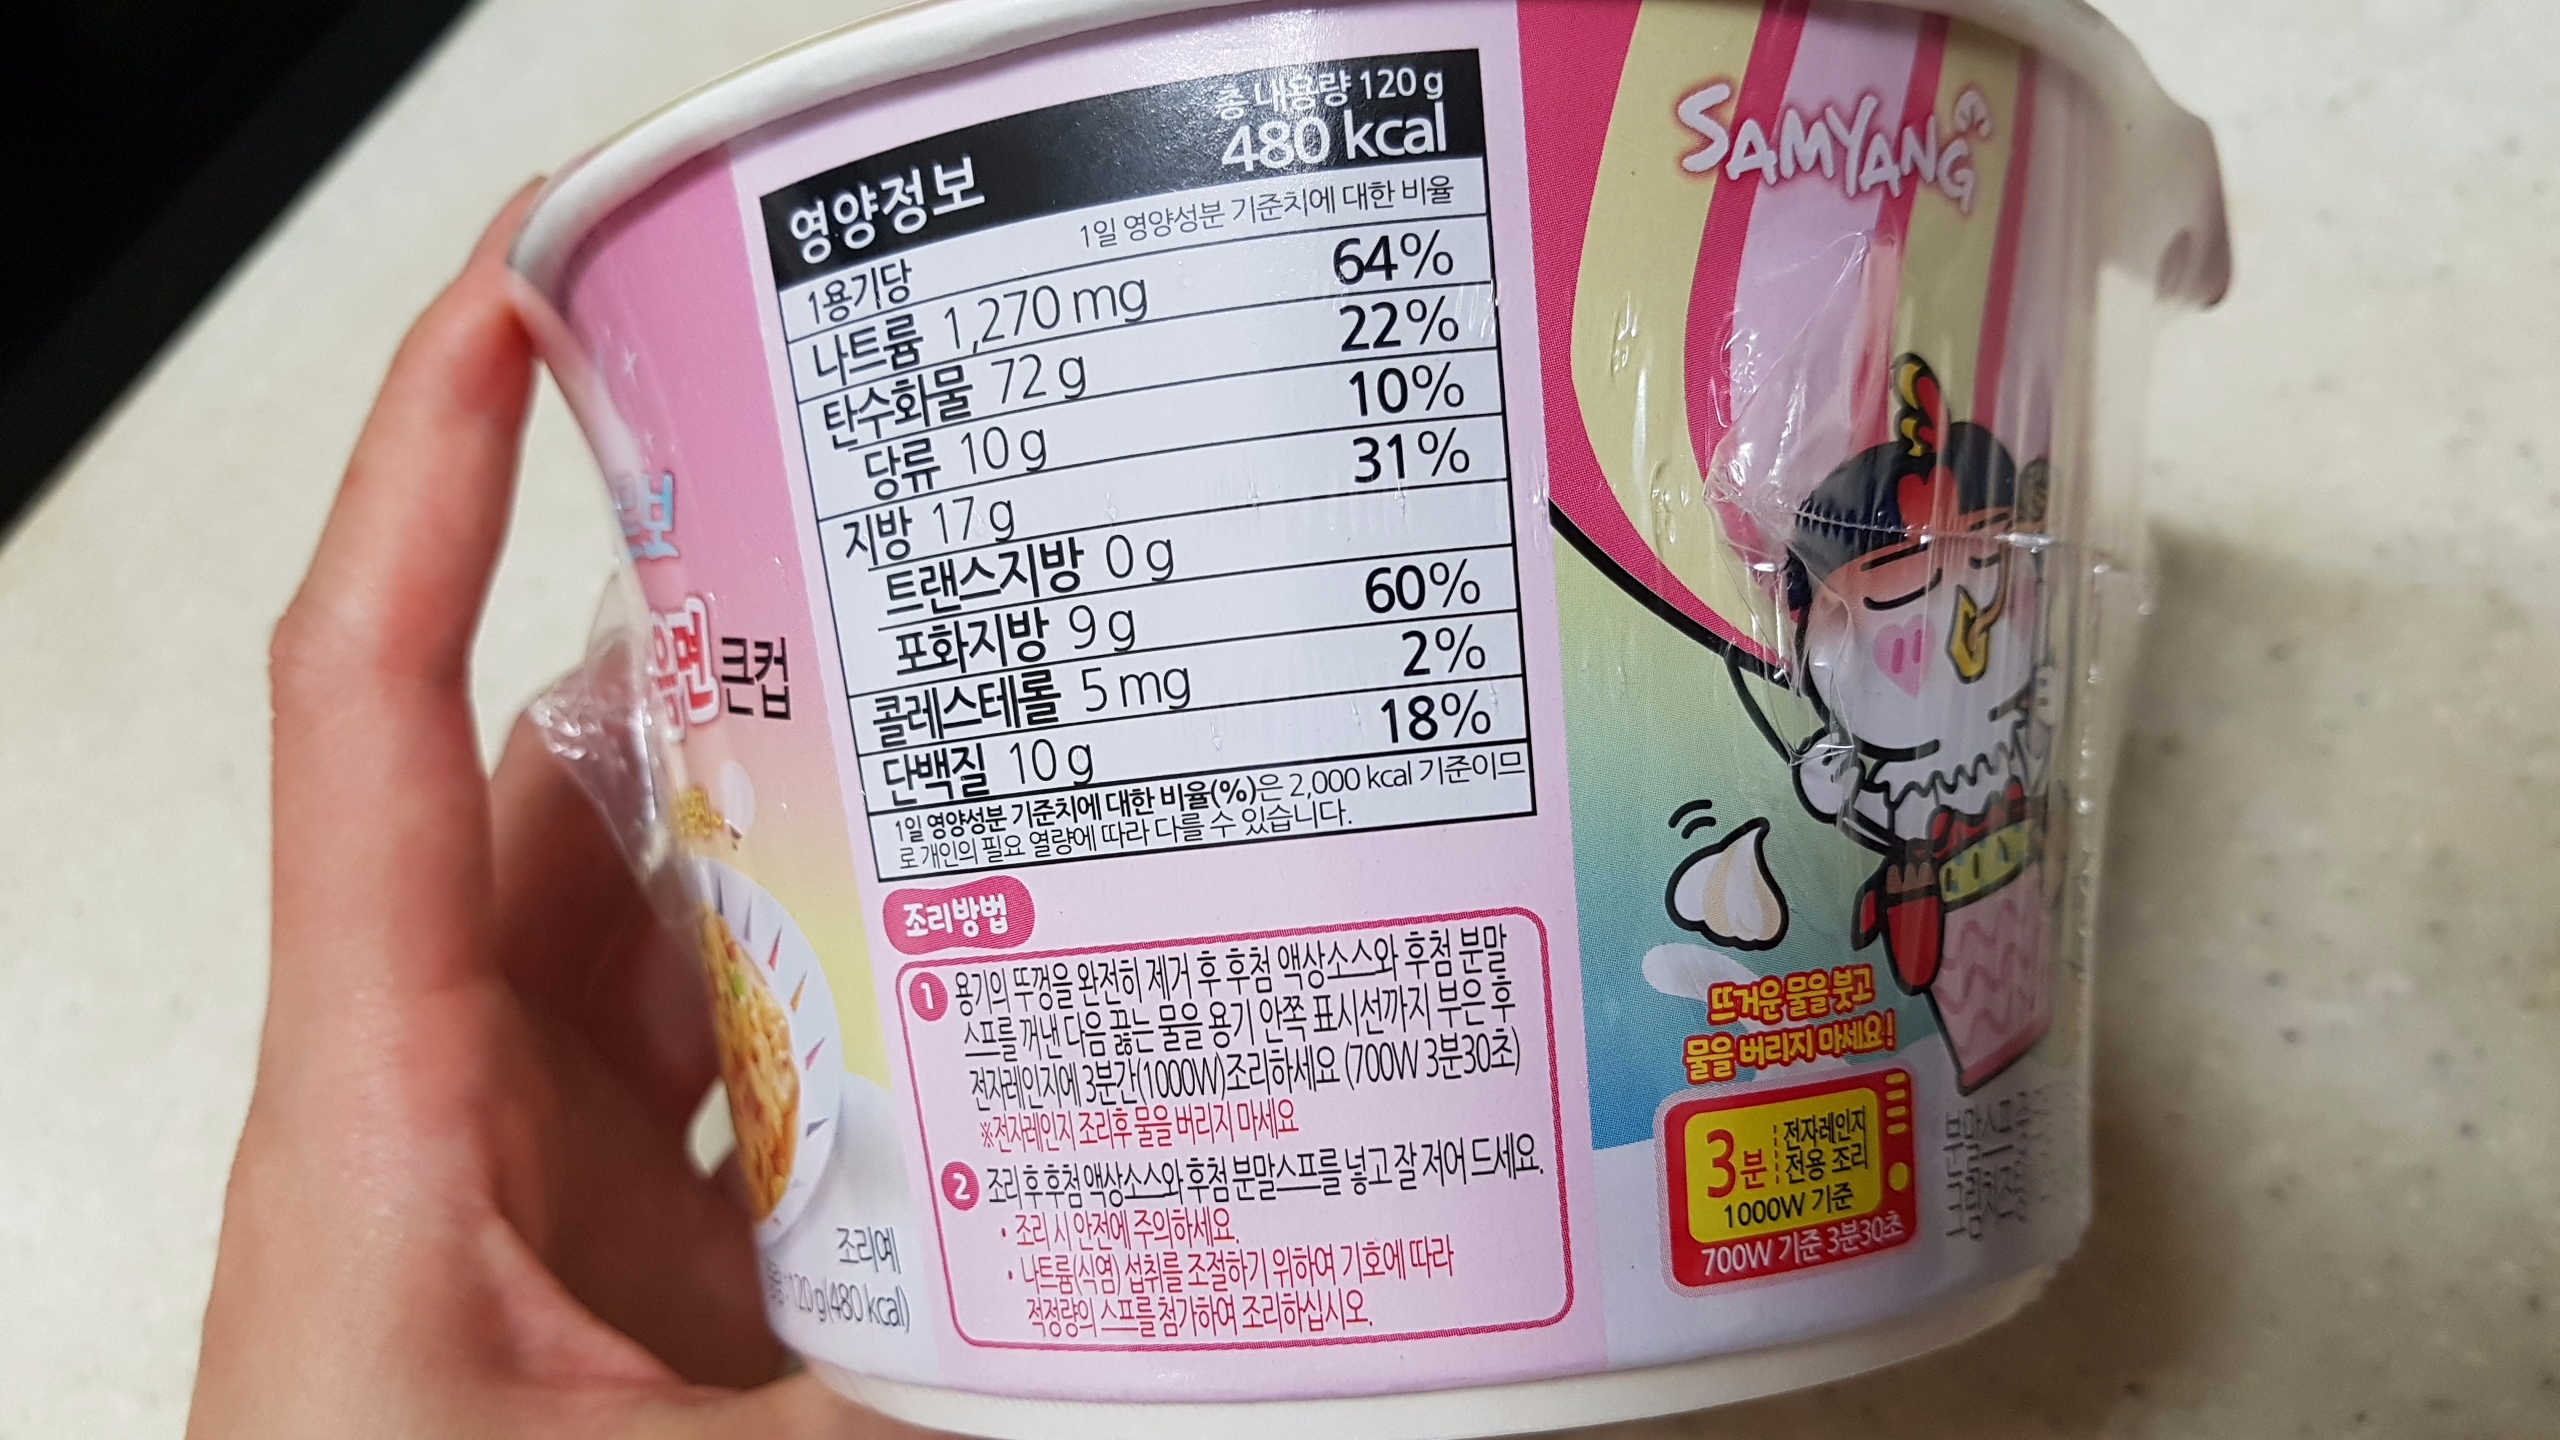 영양정보
총 내용량 120 g
480 kcal
1용기당 1일 영양성분 기준치에 대한 비율
나트륨 1,270 mg 64%
탄수화물 72 g 22%
당류 10 g 10%
지방 17 g 31%
트랜스지방 0 g
포화지방 9 g 60%
콜레스테롤 5 mg 2%
단백질 10 g 18%
1일 영양성분 기준치에 대한 비율(%)은 2,000 kcal 기준이므
로 개인의 필요 열량에 따라 다를 수 있습니다.
조리방법
1 용기의 뚜껑을 완전히 제거 후 후첨 액상소스와 후첨 분말
스프를 꺼낸 다음 끓는 물을 용기 안쪽 표시선까지 부은 후
전자레인지에 3분간(1000W)조리하세요 (700W 3분30초)
※전자레인지 조리후 물을 버리지 마세요
2 조리 후 후첨 액상소스와 후첨 분말스프를 넣고 잘 저어 드세요.
• 조리 시 안전에 주의하세요.
• 나트륨(식염) 섭취를 조절하기 위하여 기호에 따라
적정량의 스프를 첨가하여 조리하십시오.
큰컵
조리예
(480 kcal)
SAMYANG
뜨거운 물을 붓고
물을 버리지 마세요!
3분 전자레인지
전용 조리
1000W 기준
700W 기준 3분30초